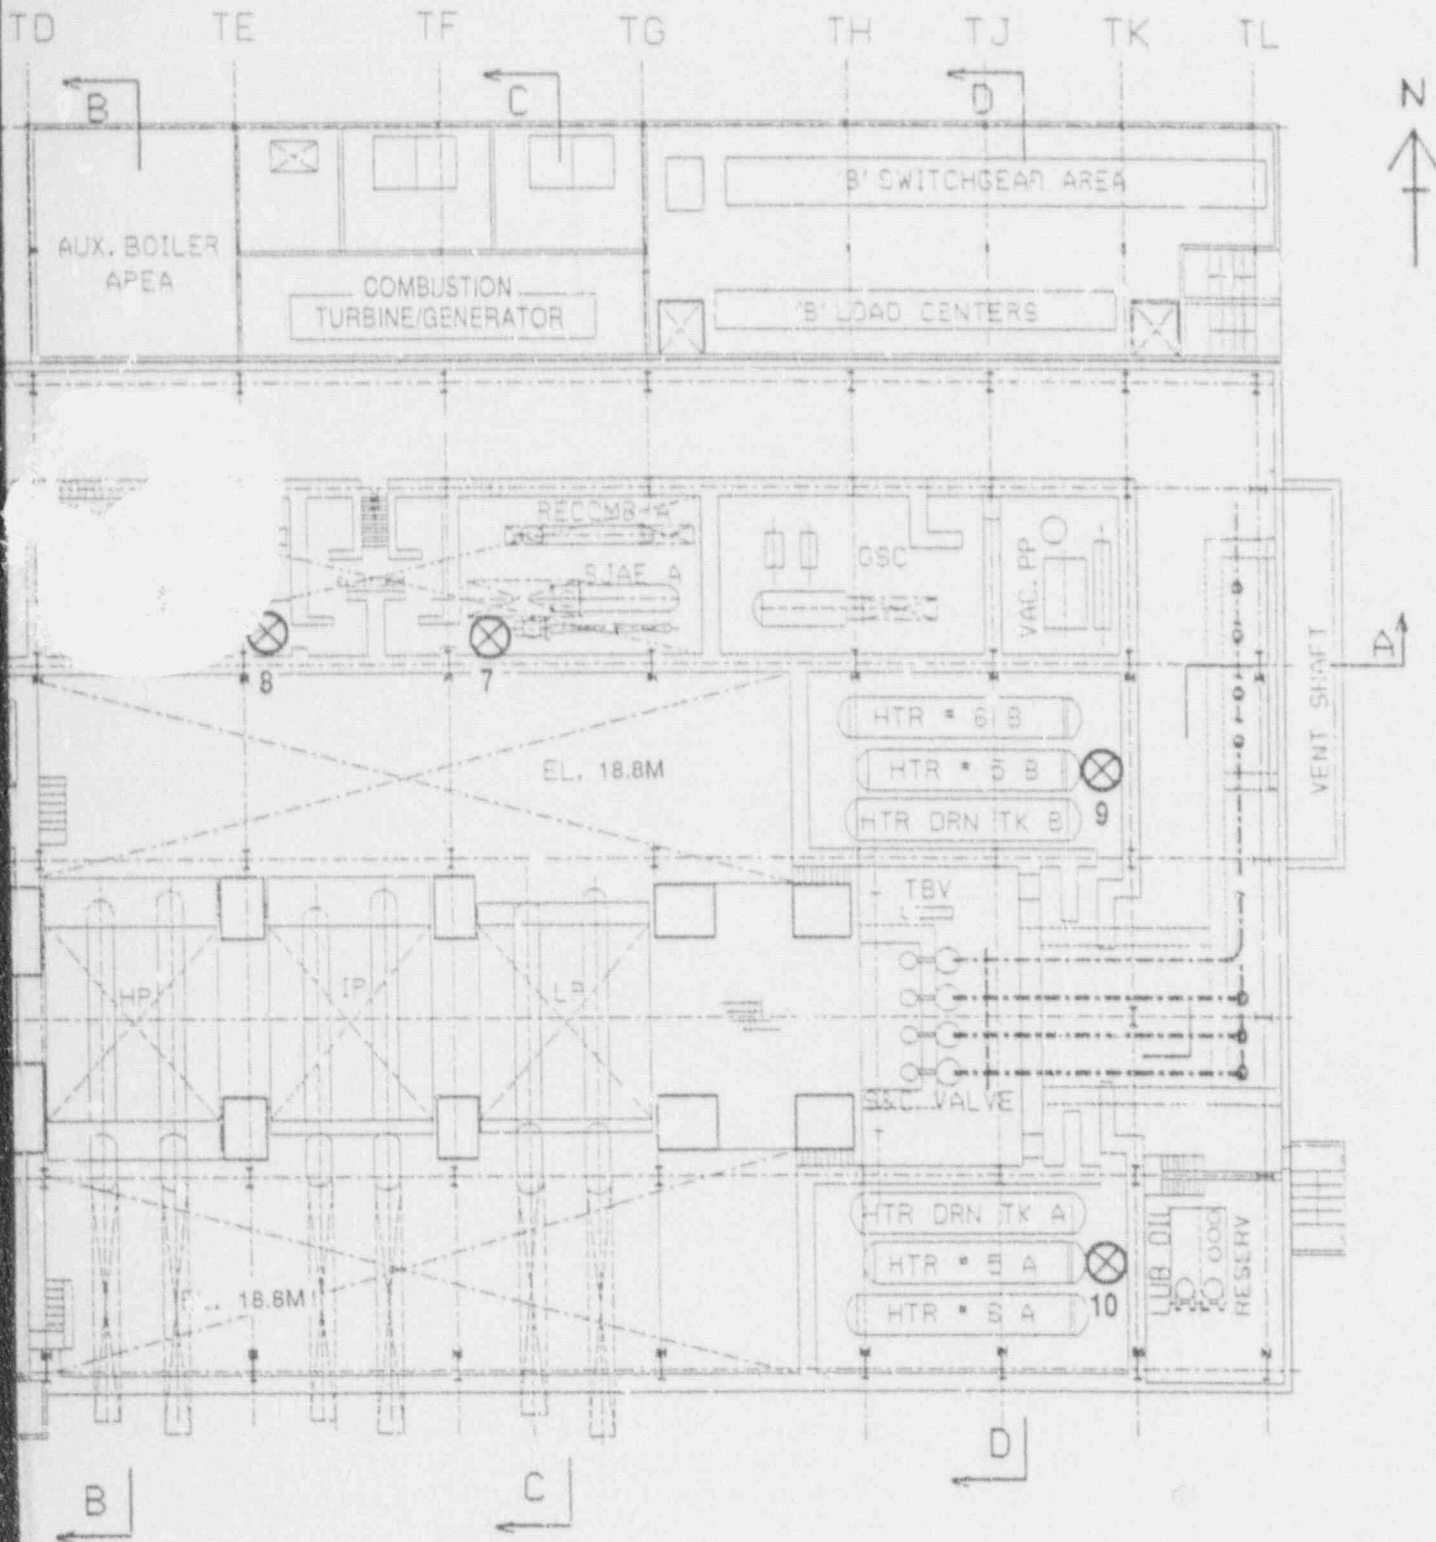 TD TE TF TG TH TJ TK TL
B C D
N
'B' SWITCHGEAR AREA
AUX. BOILER
AREA
COMBUSTION
TURBINE/GENERATOR
'B' LOAD CENTERS
RECOMB-A
SJAE A
GSC
VAC. PP
8
7
A
VENT SHAFT
HTR # 6 B
EL. 18.8M
HTR # 5 B
9
HTR DRN TK B
TBV
HP
IP
LP
S&C VALVE
HTR DRN TK A
HTR # 5 A
LUB OIL
RESERV
18.8M
10
HTR # 6 A
D
B
C